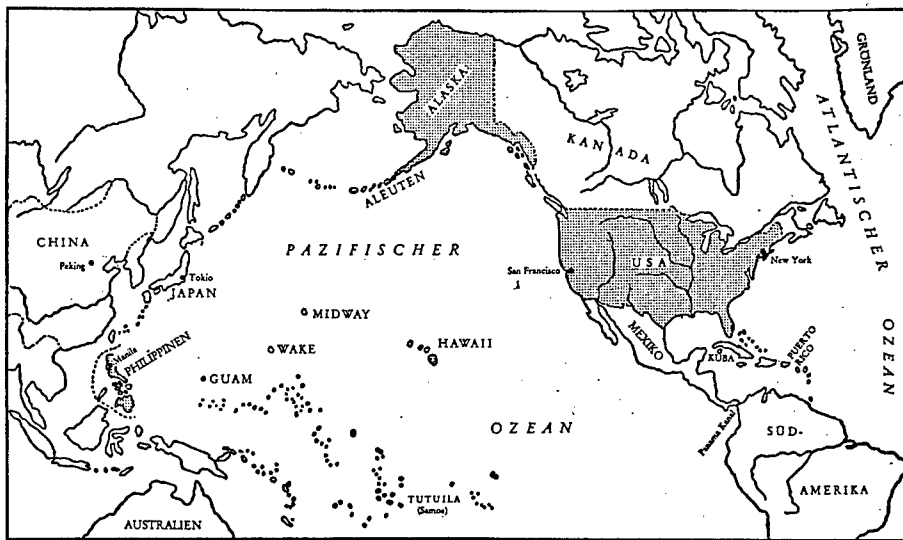 GRÖNLAND
ATLANTISCHER
OZEAN
ALASKA
KANADA
ALEUTEN
CHINA
Peking
Tokio
JAPAN
PAZIFISCHER
OZEAN
San Francisco
USA
New York
MIDWAY
MEXIKO
HAWAII
WAKE
KUBA
PUERTO
RICO
Manila
PHILIPPINEN
GUAM
Panama Kanal
SÜD-
AMERIKA
TUTUILA
(Samoa)
AUSTRALIEN